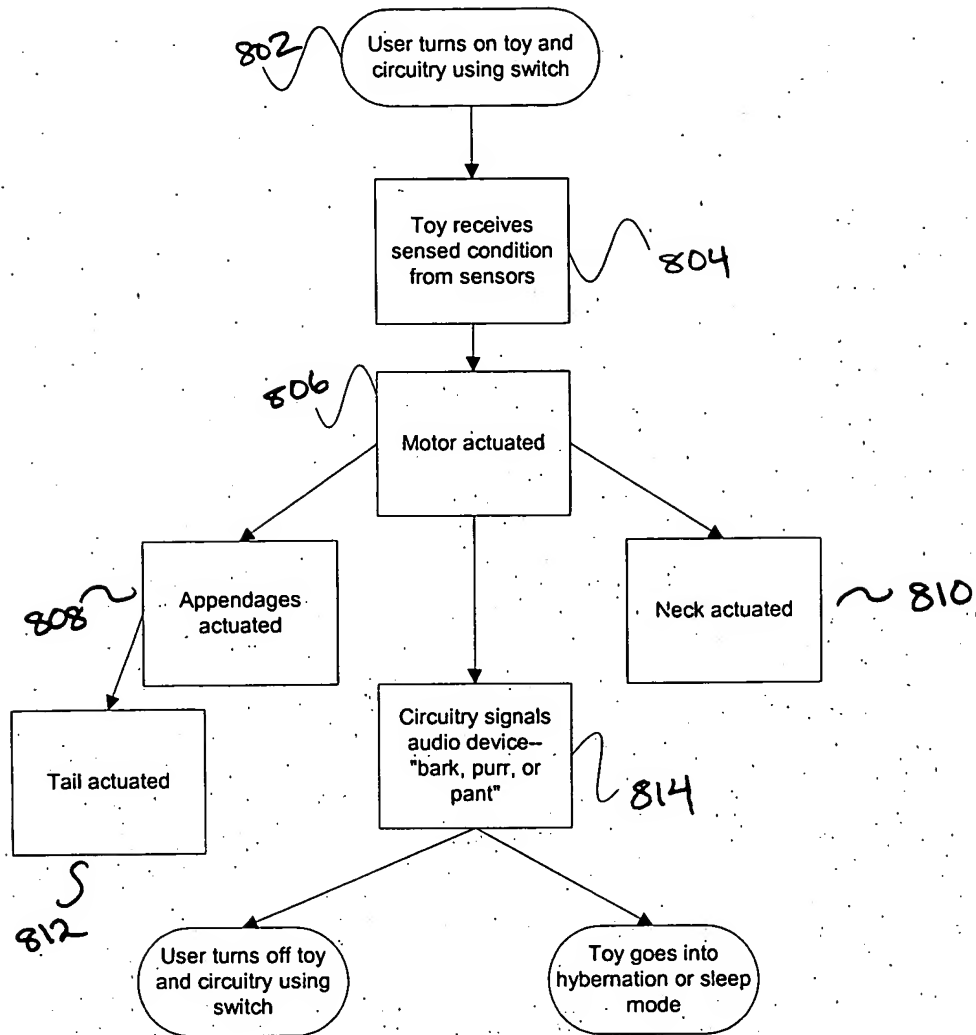 802
User turns on toy and
circuitry using switch
Toy receives
sensed condition
from sensors
804
806
Motor actuated
808
Appendages
actuated
Neck actuated
810
Tail actuated
812
Circuitry signals
audio device--
"bark, purr, or
pant"
814
User turns off toy
and circuitry using
switch
Toy goes into
hybernation or sleep
mode